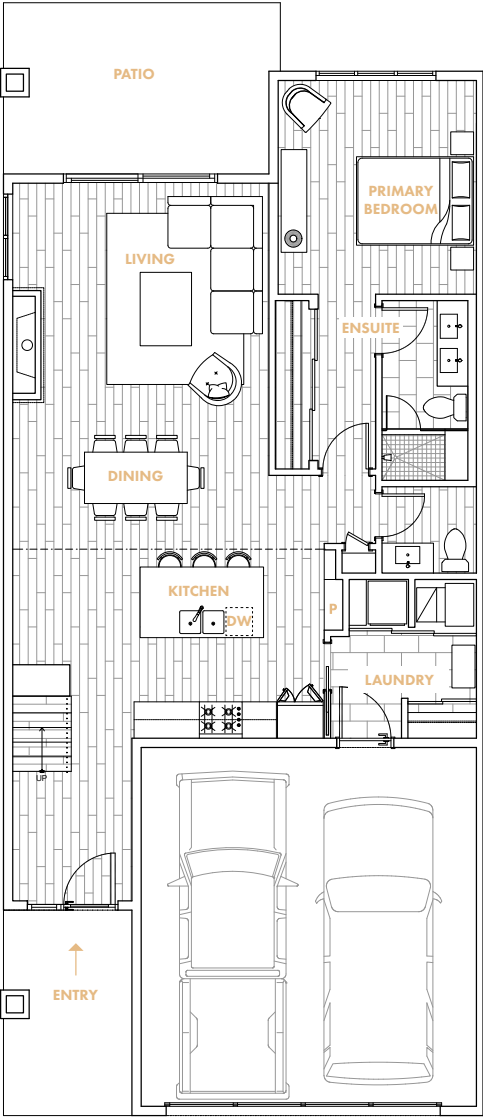 PATIO
PRIMARY
BEDROOM
LIVING
ENSUITE
DINING
KITCHEN
DW
P
LAUNDRY
UP
ENTRY